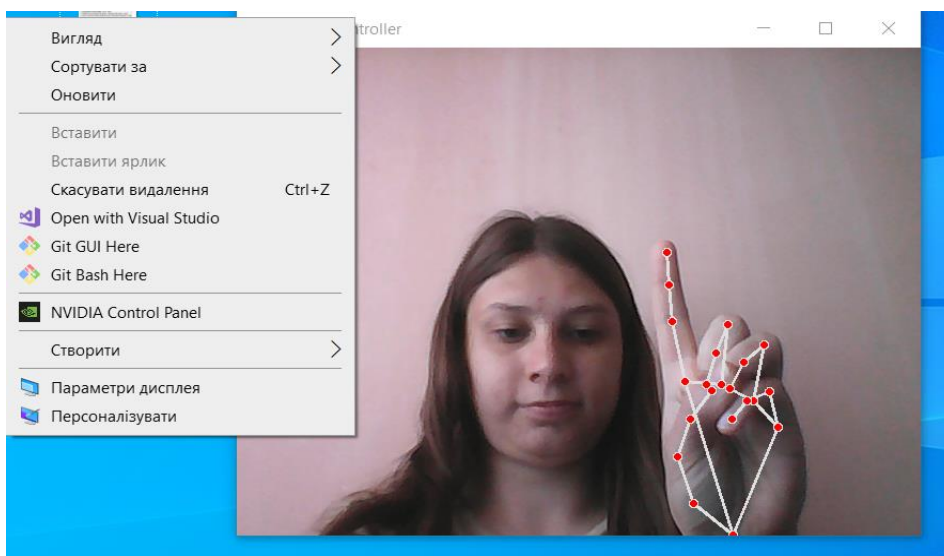 Вигляд
Сортувати за
Оновити
Вставити
Вставити ярлик
Скасувати видалення Ctrl+Z
Open with Visual Studio
Git GUI Here
Git Bash Here
NVIDIA Control Panel
Створити
Параметри дисплея
Персоналізувати